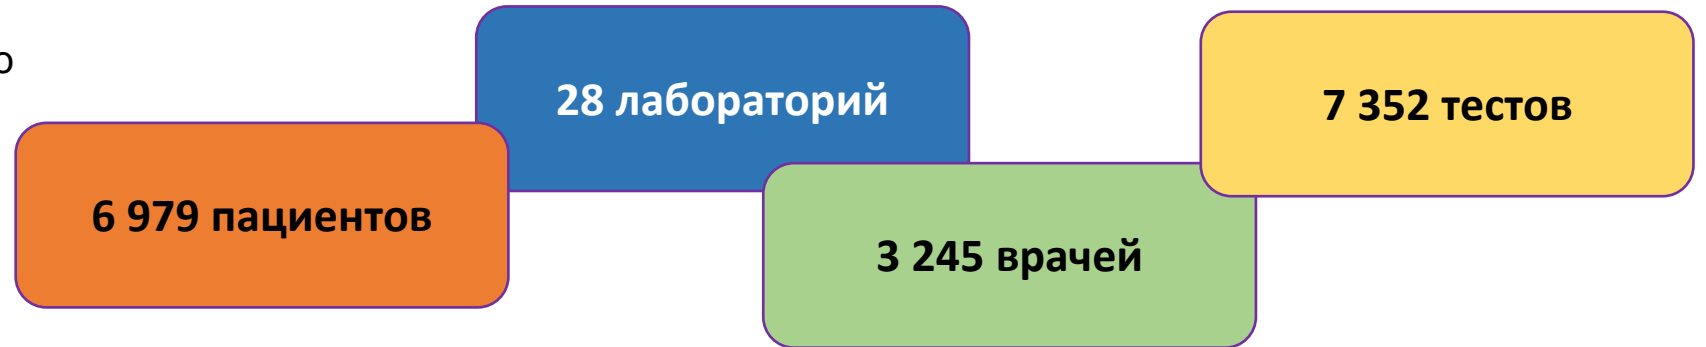 28 лабораторий
7 352 тестов
6 979 пациентов
3 245 врачей